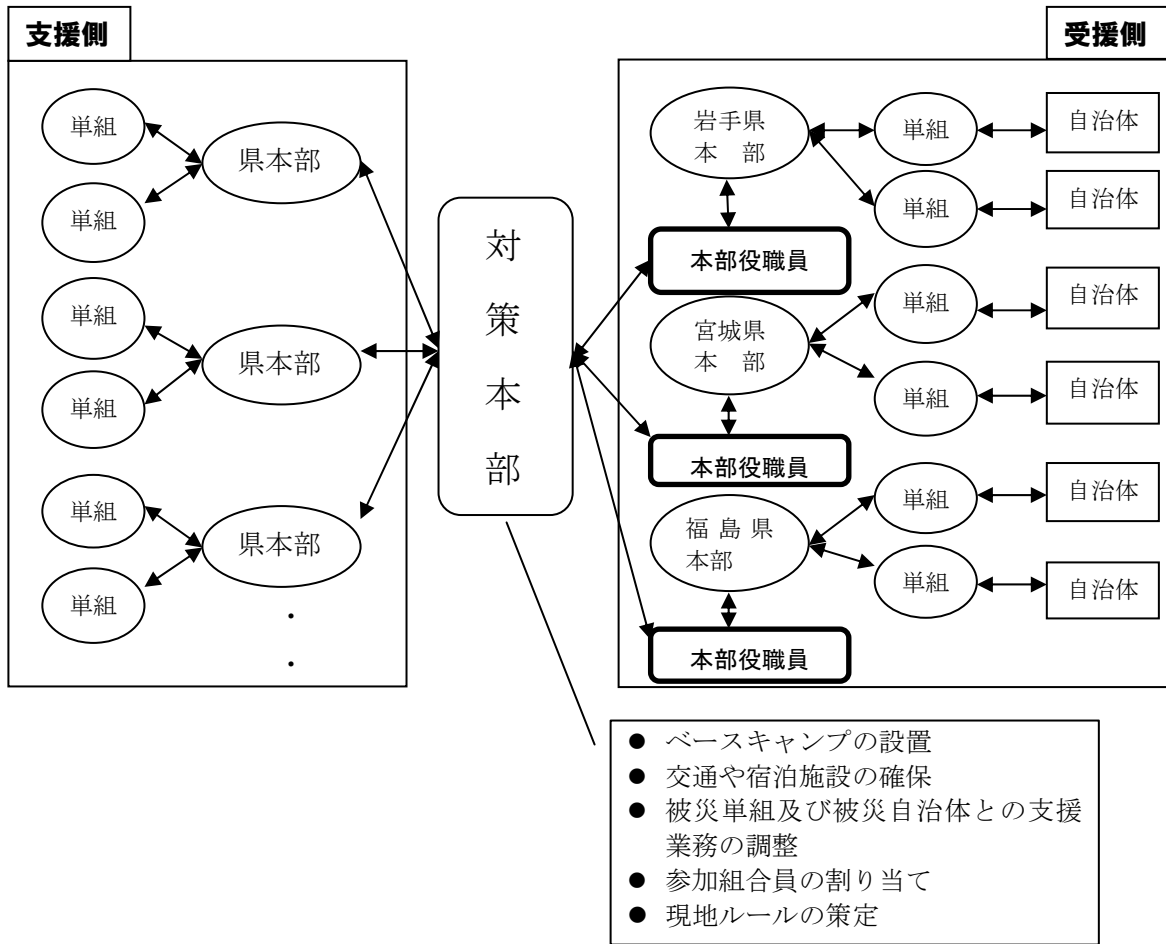 支援側
単組
単組
県本部
単組
単組
県本部
単組
単組
県本部
・
・
対
策
本
部
受援側
岩手県
本　部
本部役職員
単組
自治体
単組
自治体
宮城県
本　部
本部役職員
単組
自治体
単組
自治体
福 島 県
本部
本部役職員
単組
自治体
単組
自治体
● ベースキャンプの設置
● 交通や宿泊施設の確保
● 被災単組及び被災自治体との支援
業務の調整
● 参加組合員の割り当て
● 現地ルールの策定